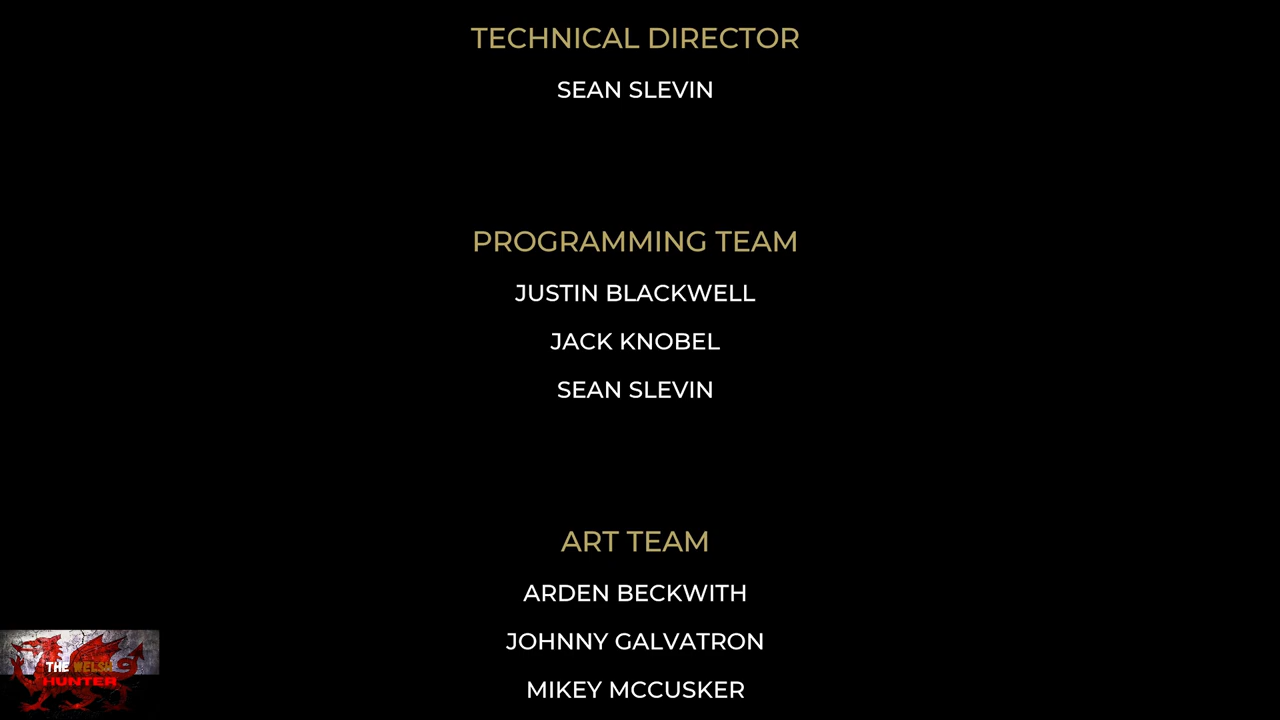 TECHNICAL DIRECTOR
SEAN SLEVIN
PROGRAMMING TEAM
JUSTIN BLACKWELL
JACK KNOBEL
SEAN SLEVIN
ART TEAM
ARDEN BECKWITH
JOHNNY GALVATRON
MIKEY MCCUSKER
THE WELSH
HUNTER